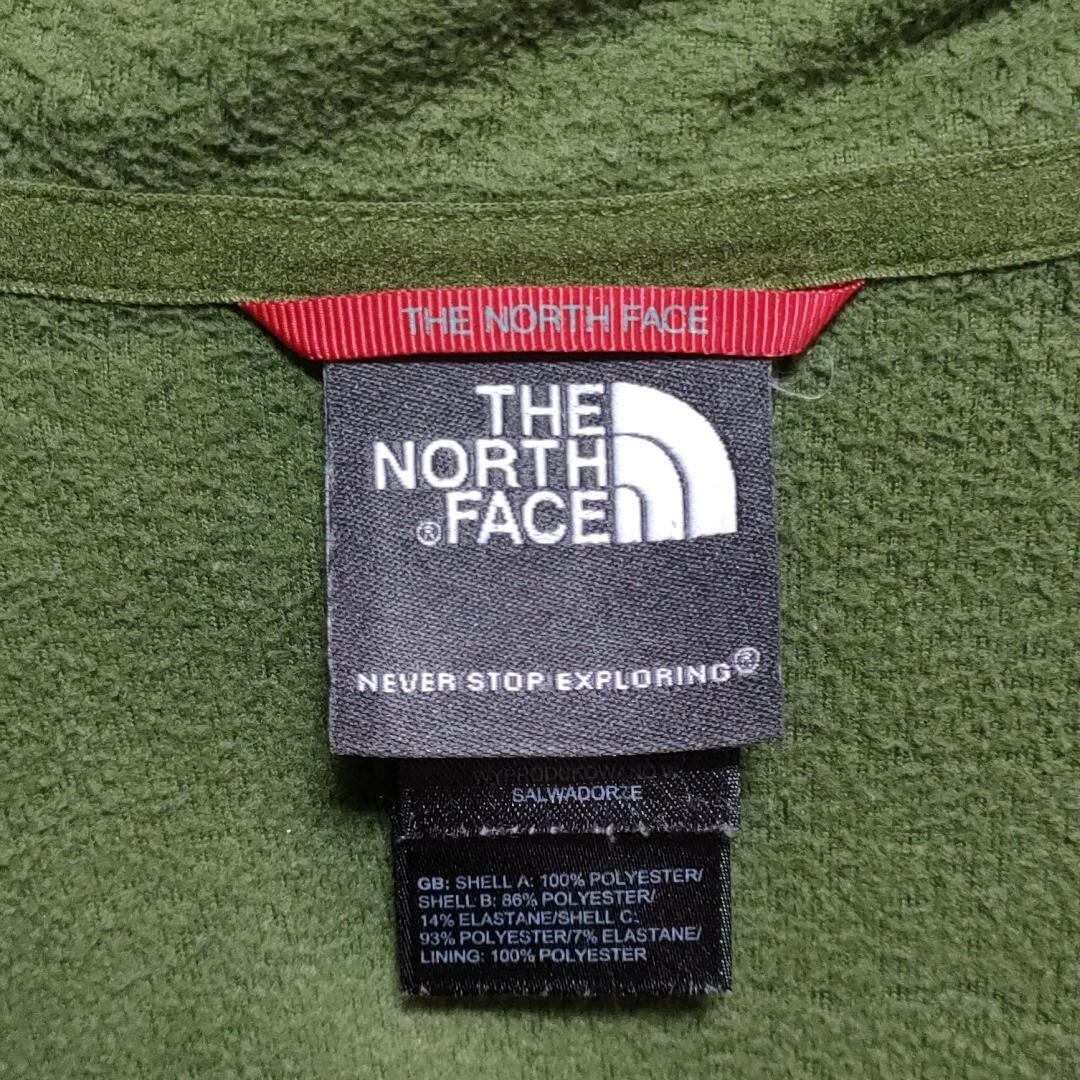 THE NORTH FACE
THE
NORTH
®FACE
NEVER STOP EXPLORING®
WYPRODUKOWANO W
SALWADORZE
GB: SHELL A: 100% POLYESTER/
SHELL B: 86% POLYESTER/
14% ELASTANE/SHELL C:
93% POLYESTER/7% ELASTANE/
LINING: 100% POLYESTER